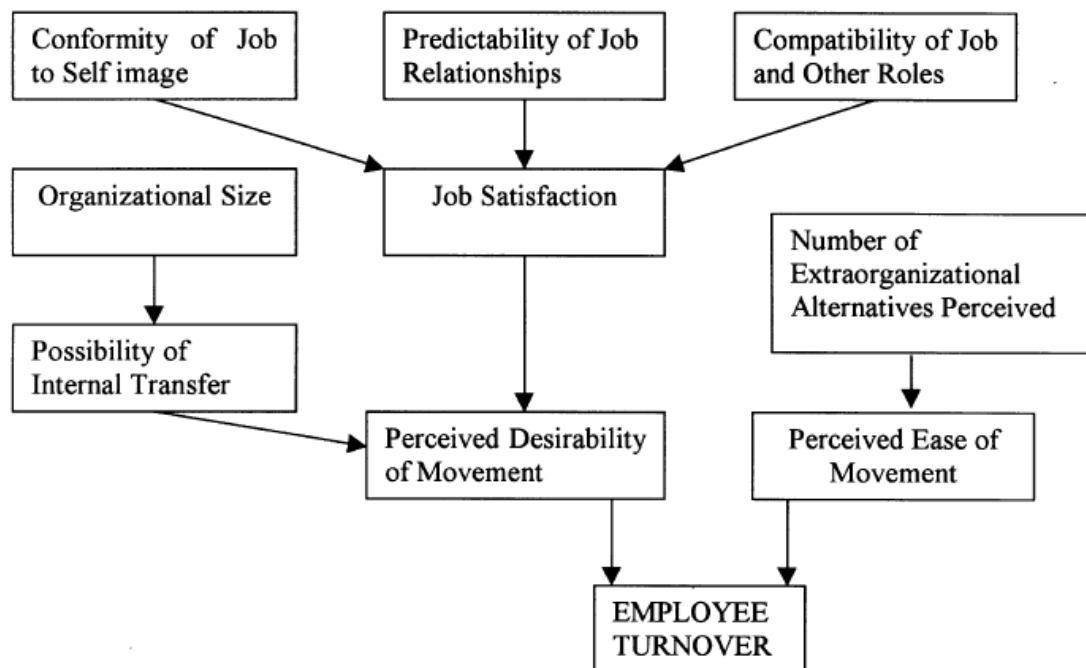 Conformity of Job
to Self image
Predictability of Job
Relationships
Compatibility of Job
and Other Roles
Organizational Size
Job Satisfaction
Number of
Extraorganizational
Alternatives Perceived
Possibility of
Internal Transfer
Perceived Desirability
of Movement
Perceived Ease of
Movement
EMPLOYEE
TURNOVER